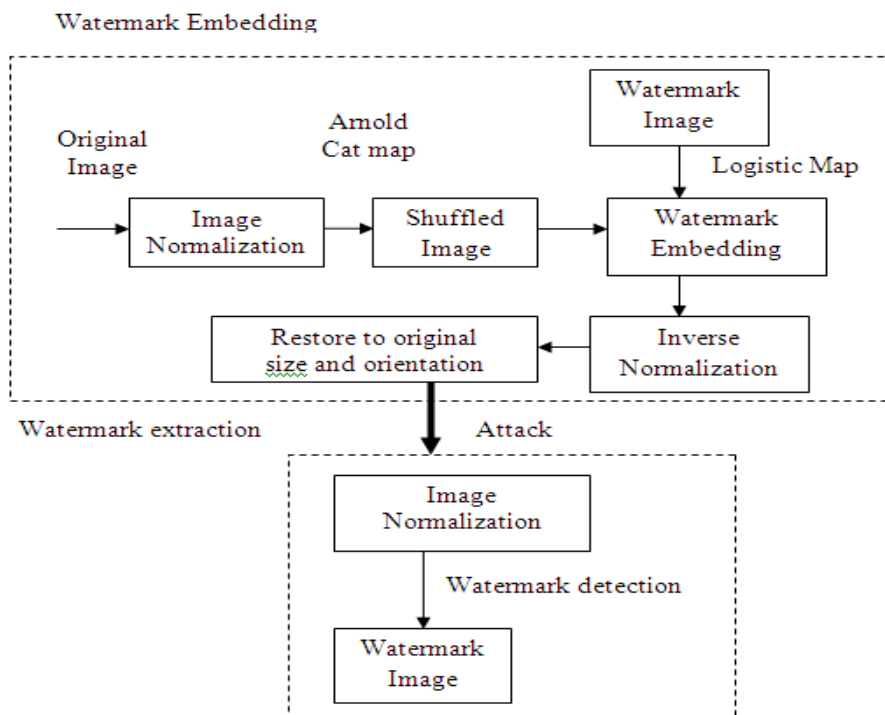 Watermark Embedding
Watermark
Image
Arnold
Cat map
Original
Image
Logistic Map
Image
Normalization
Shuffled
Image
Watermark
Embedding
Restore to original
size and orientation
Inverse
Normalization
Watermark extraction
Attack
Image
Normalization
Watermark detection
Watermark
Image